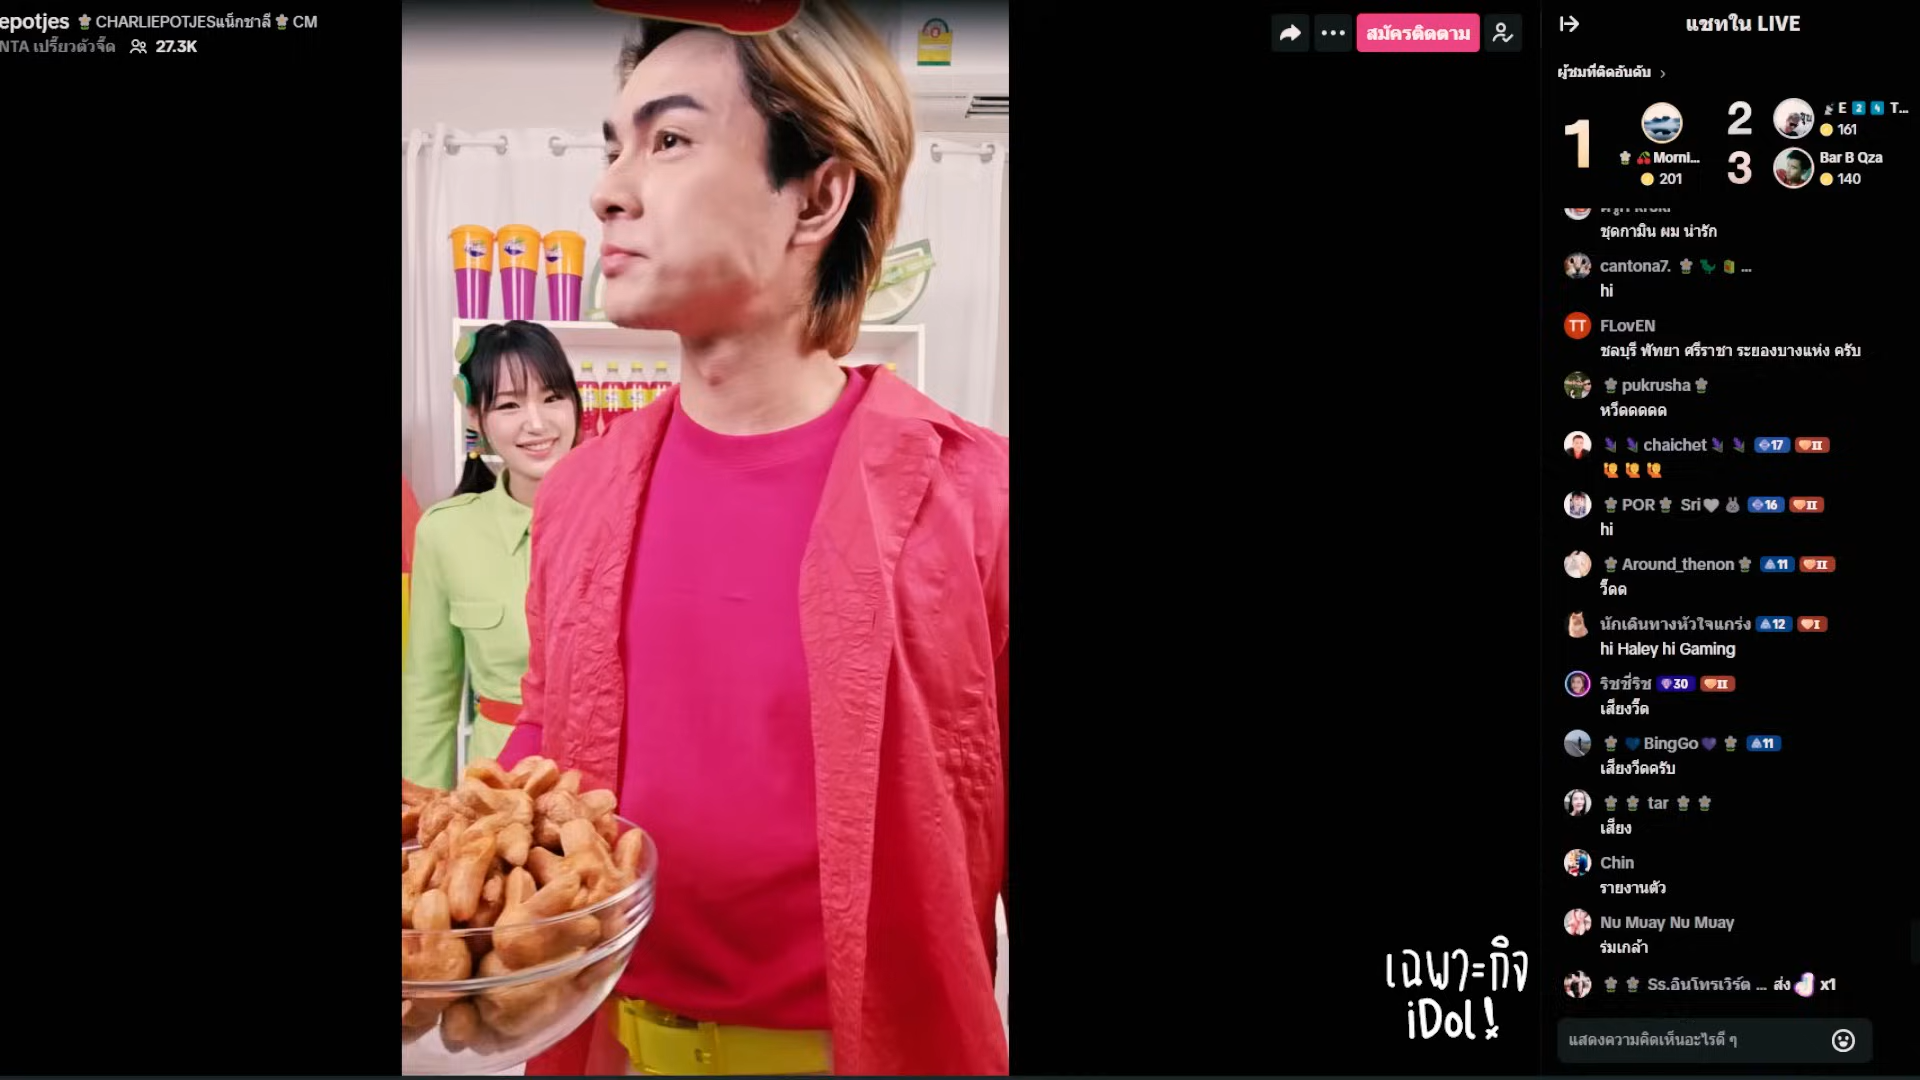 epotjes CHARLIEPOTJESแน็กชาลี CM
NTA เปรี้ยวตัวจี๊ด 27.3K
สมัครติดตาม
แชทใน LIVE
ผู้ชมที่ติดอันดับ
1
Morni...
201
2
E 2 4 T...
161
3
Bar B Qza
140
ชุดกามิน ผม น่ารัก
cantona7. ...
hi
TT FLovEN
ชลบุรี พัทยา ศรีราชา ระยองบางแห่ง ครับ
pukrusha
หวีดดดดด
chaichet 17 II
POR Sri 16 II
hi
Around_thenon 11 II
วี๊ดด
นักเดินทางหัวใจแกร่ง 12 I
hi Haley hi Gaming
ริชชี่ริช 30 II
เสียงวี๊ด
BingGo 11
เสียงวี๊ดครับ
tar
เสียง
Chin
รายงานตัว
Nu Muay Nu Muay
ร่มเกล้า
Ss.อินโทรเวิร์ต ... ส่ง x1
แสดงความคิดเห็นอะไรดี ๆ
เฉพาะกิจ
iDol!